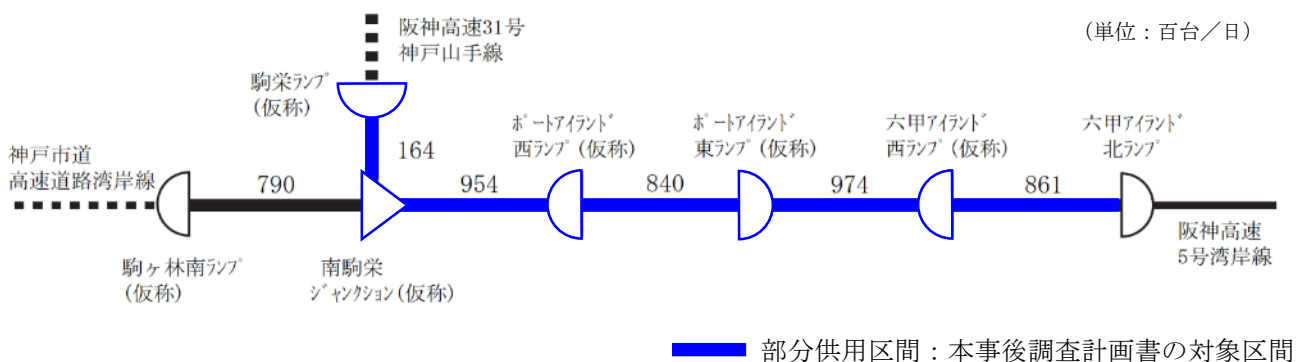 (単位：百台／日)
阪神高速31号
神戸山手線
駒栄ランプ
(仮称)
164
ポートアイランド
西ランプ(仮称)
ポートアイランド
東ランプ(仮称)
六甲アイランド
西ランプ(仮称)
六甲アイランド
北ランプ
神戸市道
高速道路湾岸線
790
954
840
974
861
駒ヶ林南ランプ
(仮称)
南駒栄
ジャンクション(仮称)
阪神高速
5号湾岸線
部分供用区間：本事後調査計画書の対象区間